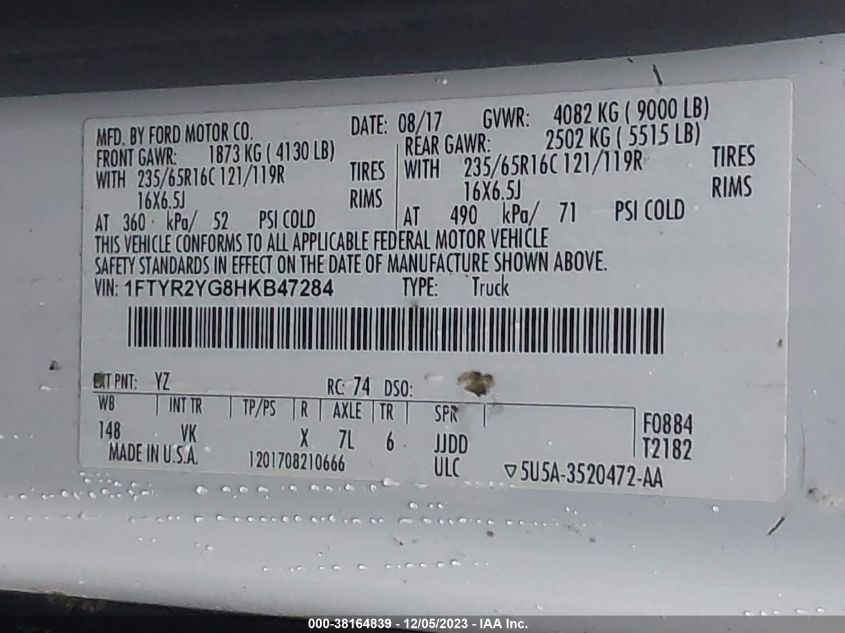 MFD. BY FORD MOTOR CO. DATE: 08/17 GVWR: 4082 KG ( 9000 LB)
FRONT GAWR: 1873 KG ( 4130 LB) REAR GAWR: 2502 KG ( 5515 LB)
WITH 235/65R16C 121/119R TIRES WITH 235/65R16C 121/119R TIRES
16X6.5J RIMS 16X6.5J RIMS
AT 360 kPa/ 52 PSI COLD AT 490 kPa/ 71 PSI COLD
THIS VEHICLE CONFORMS TO ALL APPLICABLE FEDERAL MOTOR VEHICLE
SAFETY STANDARDS IN EFFECT ON THE DATE OF MANUFACTURE SHOWN ABOVE.
VIN: 1FTYR2YG8HKB47284 TYPE: Truck
EXT PNT: YZ RC: 74 DSO:
WB INT TR TP/PS R AXLE TR SPR F0884
148 VK X 7L 6 JJDD T2182
MADE IN U.S.A. 1201708210666 ULC ▽5U5A-3520472-AA
000-38164839 - 12/05/2023 - IAA Inc.